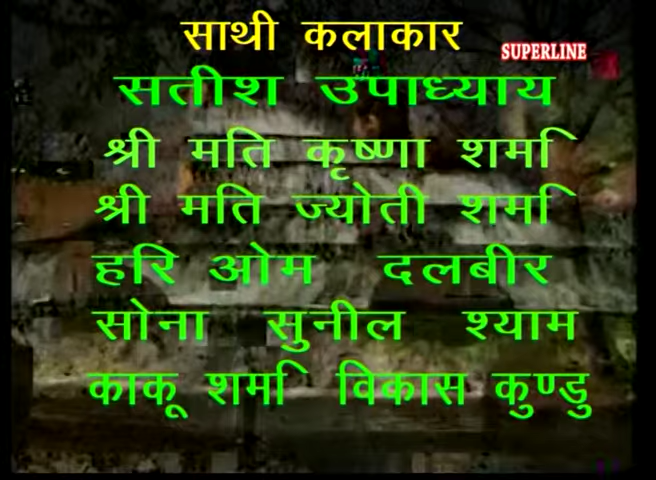 साथी कलाकार
SUPERLINE
सतीश उपाध्याय
श्री मति कृष्णा शर्मा
श्री मति ज्योती शर्मा
हरि ओम दलबीर
सोना सुनील श्याम
काकू शर्मा विकास कुण्डु